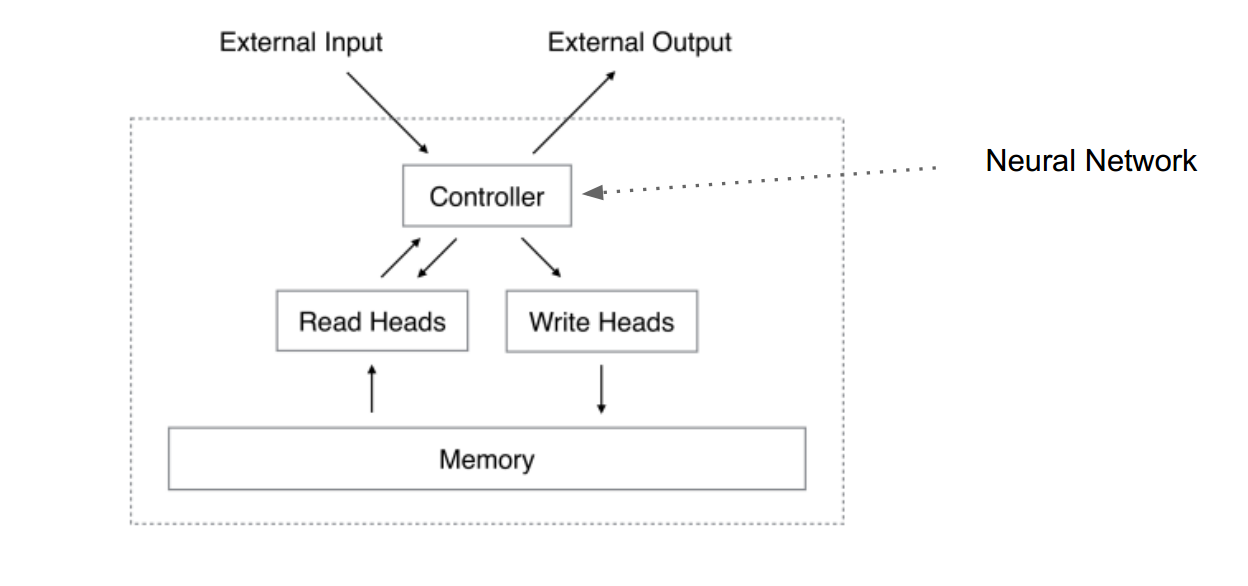 External Input
External Output
Neural Network
Controller
Read Heads
Write Heads
Memory